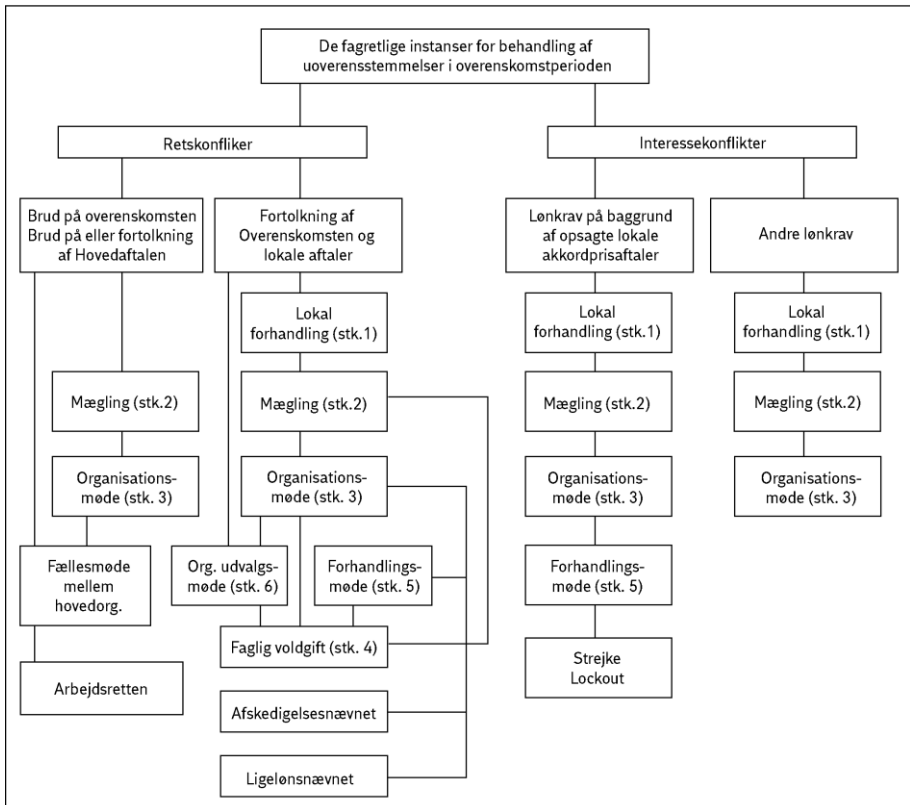 De fagretlige instanser for behandling af
uoverensstemmelser i overenskomstperioden
Retskonfliker
Interessekonflikter
Brud på overenskomsten
Brud på eller fortolkning
af Hovedaftalen
Fortolkning af
Overenskomsten og
lokale aftaler
Lønkrav på baggrund
af opsagte lokale
akkordprisaftaler
Andre lønkrav
Lokal
forhandling (stk.1)
Lokal
forhandling (stk.1)
Lokal
forhandling (stk.1)
Mægling (stk.2)
Mægling (stk.2)
Mægling (stk.2)
Mægling (stk.2)
Organisations-
møde (stk. 3)
Organisations-
møde (stk. 3)
Organisations-
møde (stk. 3)
Organisations-
møde (stk. 3)
Fællesmøde
mellem
hovedorg.
Org. udvalgs-
møde (stk. 6)
Forhandlings-
møde (stk. 5)
Forhandlings-
møde (stk. 5)
Faglig voldgift (stk. 4)
Strejke
Lockout
Arbejdsretten
Afskedigelsesnævnet
Ligelønsnævnet